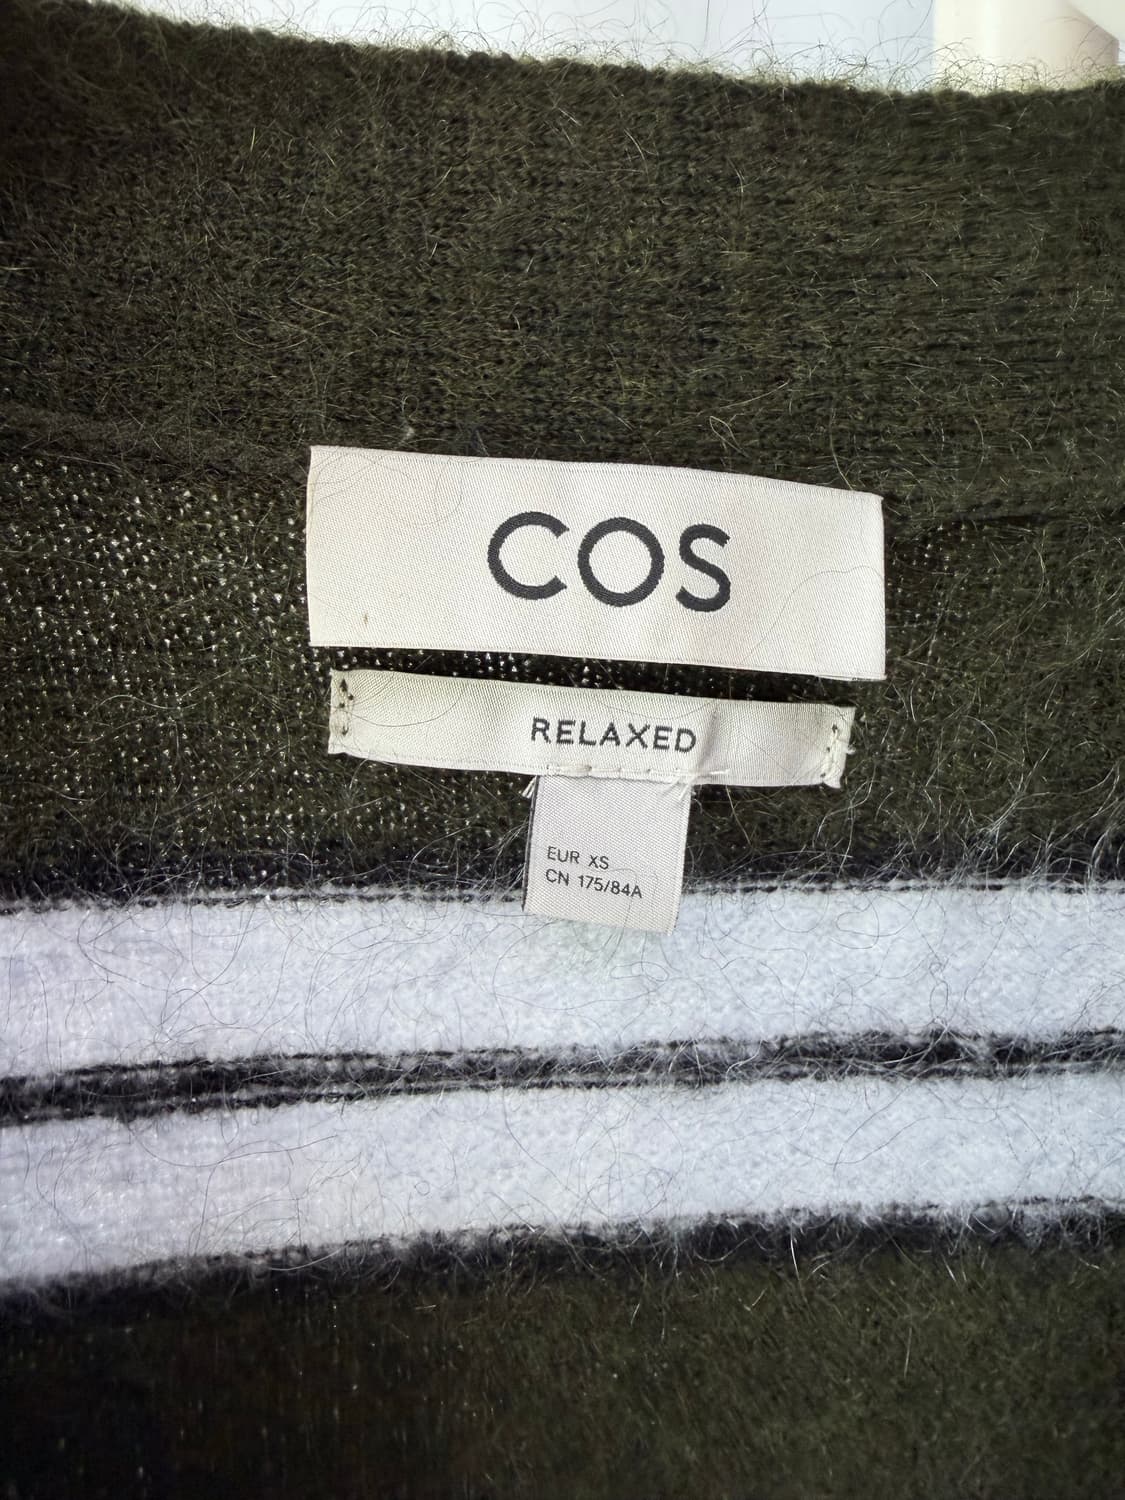 COS
RELAXED
EUR XS
CN 175/84A